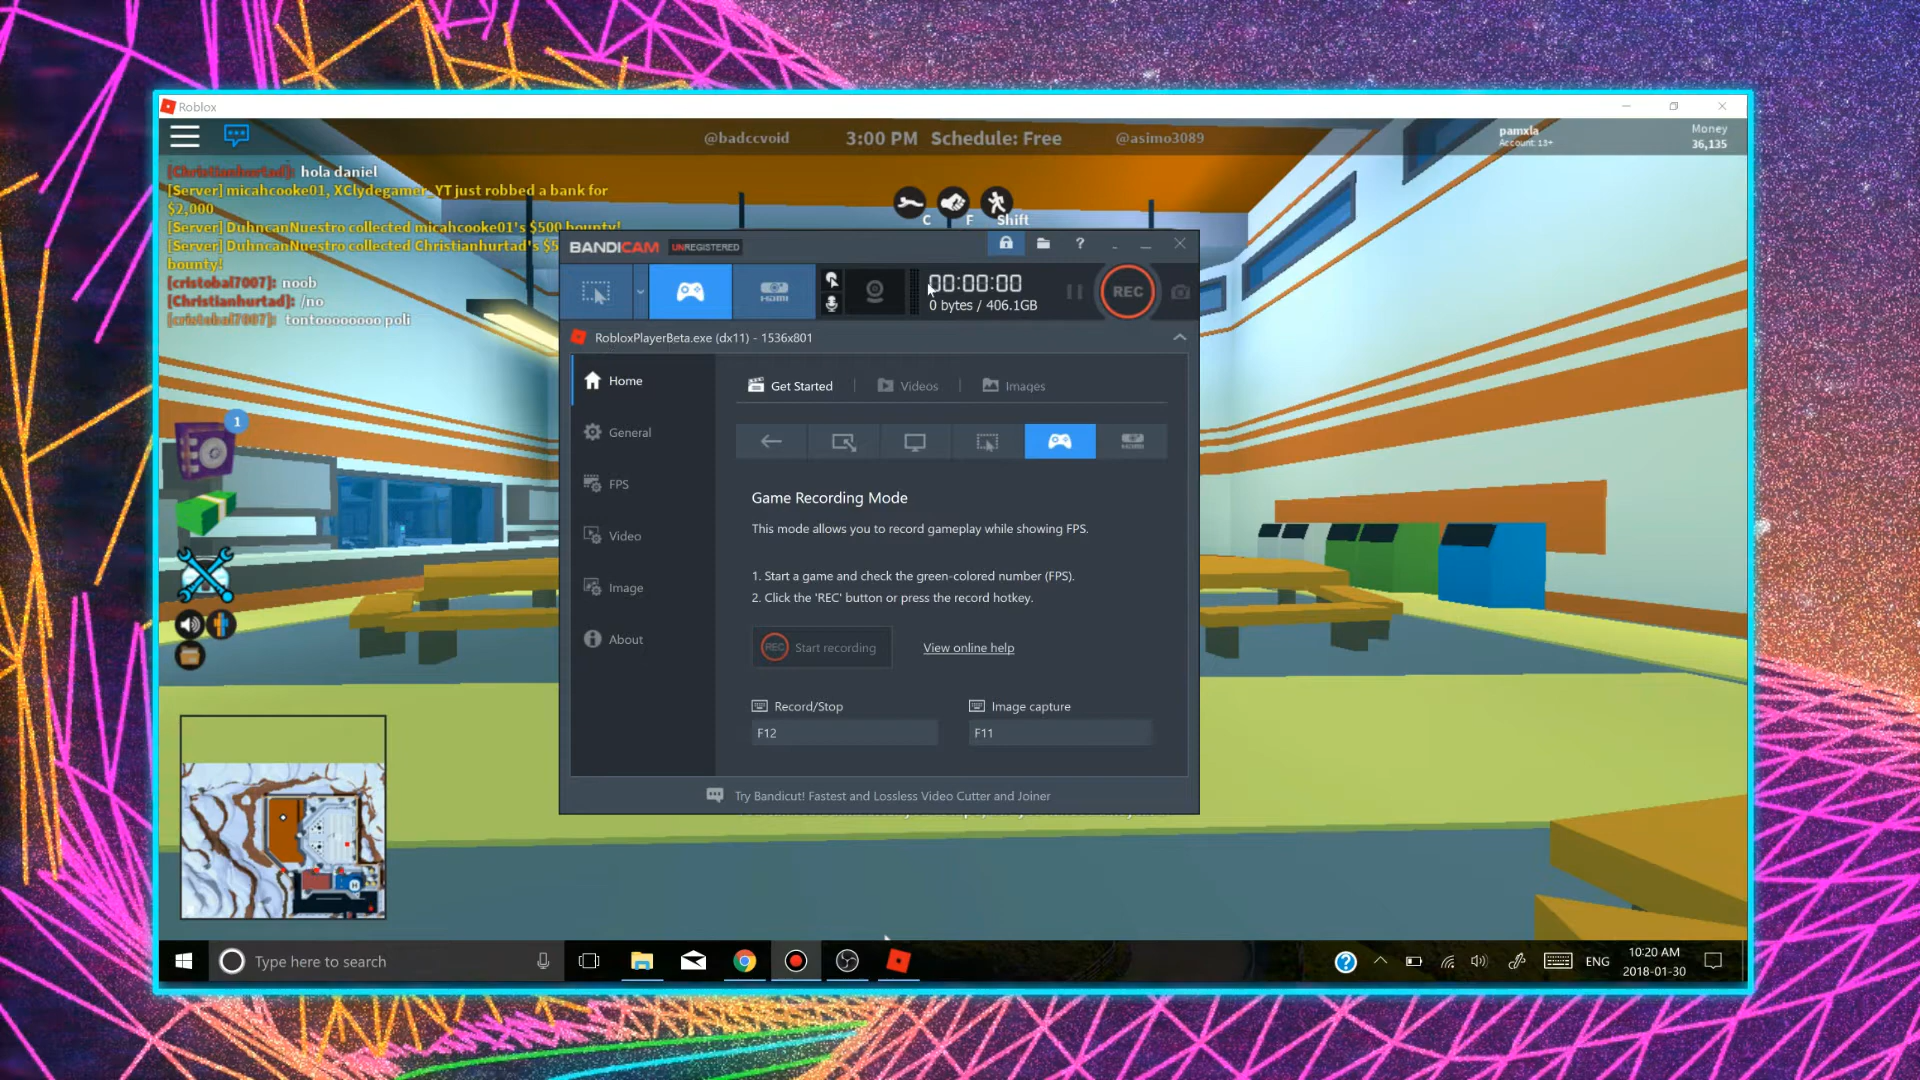 Roblox
@badccvoid 3:00 PM Schedule: Free @asimo3089
pamxla
Account: 13+
Money
36,135
[Christianhurtad]: hola daniel
[Server] micahcooke01, XClydegamer_YT just robbed a bank for
$2,000
[Server] DuhncanNuestro collected micahcooke01's $500 bounty!
[Server] DuhncanNuestro collected Christianhurtad's $5
bounty!
[cristobal7007]: noob
[Christianhurtad]: /no
[cristobal7007]: tontoooooooo poli
C F Shift
1
BANDICAM UNREGISTERED
?
HDMI
00:00:00
0 bytes / 406.1GB
REC
RobloxPlayerBeta.exe (dx11) - 1536x801
Home
General
FPS
Video
Image
About
Get Started Videos Images
HDMI
Game Recording Mode
This mode allows you to record gameplay while showing FPS.
1. Start a game and check the green-colored number (FPS).
2. Click the 'REC' button or press the record hotkey.
REC Start recording
View online help
Record/Stop
Image capture
F12
F11
Try Bandicut! Fastest and Lossless Video Cutter and Joiner
H
Type here to search
ENG
10:20 AM
2018-01-30